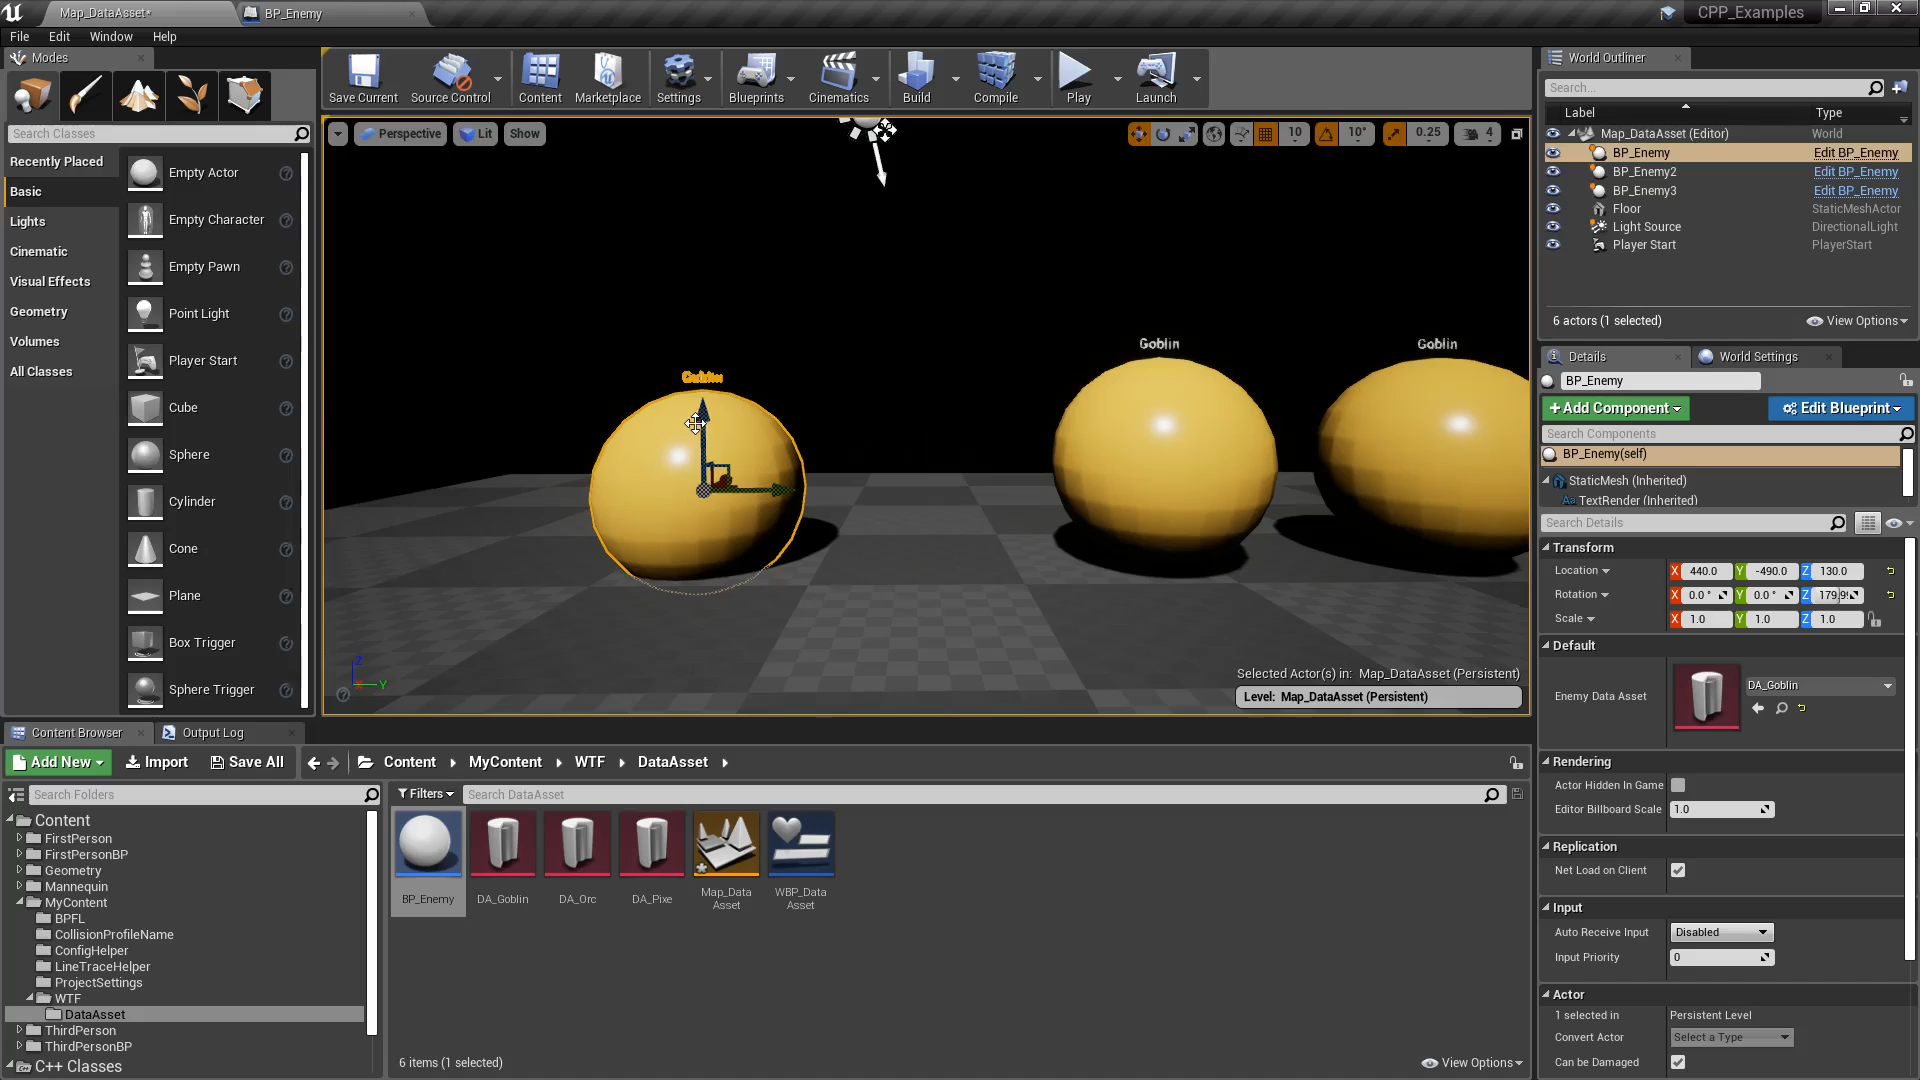 Map_DataAsset*
BP_Enemy
CPP_Examples
File
Edit
Window
Help
Modes
Save Current
Source Control
Content
Marketplace
Settings
Blueprints
Cinematics
Build
Compile
Play
Launch
World Outliner
Search...
Label
Type
Map_DataAsset (Editor)
World
BP_Enemy
Edit BP_Enemy
BP_Enemy2
Edit BP_Enemy
BP_Enemy3
Edit BP_Enemy
Floor
StaticMeshActor
Light Source
DirectionalLight
Player Start
PlayerStart
6 actors (1 selected)
View Options
Search Classes
Recently Placed
Basic
Lights
Cinematic
Visual Effects
Geometry
Volumes
All Classes
Empty Actor
Empty Character
Empty Pawn
Point Light
Player Start
Cube
Sphere
Cylinder
Cone
Plane
Box Trigger
Sphere Trigger
Perspective
Lit
Show
10
10°
0.25
4
Goblin
Goblin
Z
Y
Selected Actor(s) in: Map_DataAsset (Persistent)
Level: Map_DataAsset (Persistent)
Details
World Settings
BP_Enemy
+Add Component
Edit Blueprint
Search Components
BP_Enemy(self)
StaticMesh (Inherited)
TextRender (Inherited)
Search Details
Transform
Location
X 440.0 Y -490.0 Z 130.0
Rotation
X 0.0 ° Y 0.0 ° Z 179.9
Scale
X 1.0 Y 1.0 Z 1.0
Default
Enemy Data Asset
DA_Goblin
Rendering
Actor Hidden In Game
Editor Billboard Scale
1.0
Replication
Net Load on Client
Input
Auto Receive Input
Disabled
Input Priority
0
Actor
1 selected in
Persistent Level
Convert Actor
Select a Type
Can be Damaged
Content Browser
Output Log
Add New
Import
Save All
Content
MyContent
WTF
DataAsset
Search Folders
Filters
Search DataAsset
Content
FirstPerson
FirstPersonBP
Geometry
Mannequin
MyContent
BPFL
CollisionProfileName
ConfigHelper
LineTraceHelper
ProjectSettings
WTF
DataAsset
ThirdPerson
ThirdPersonBP
C++ Classes
BP_Enemy
DA_Goblin
DA_Orc
DA_Pixe
Map_Data
Asset
WBP_Data
Asset
6 items (1 selected)
View Options